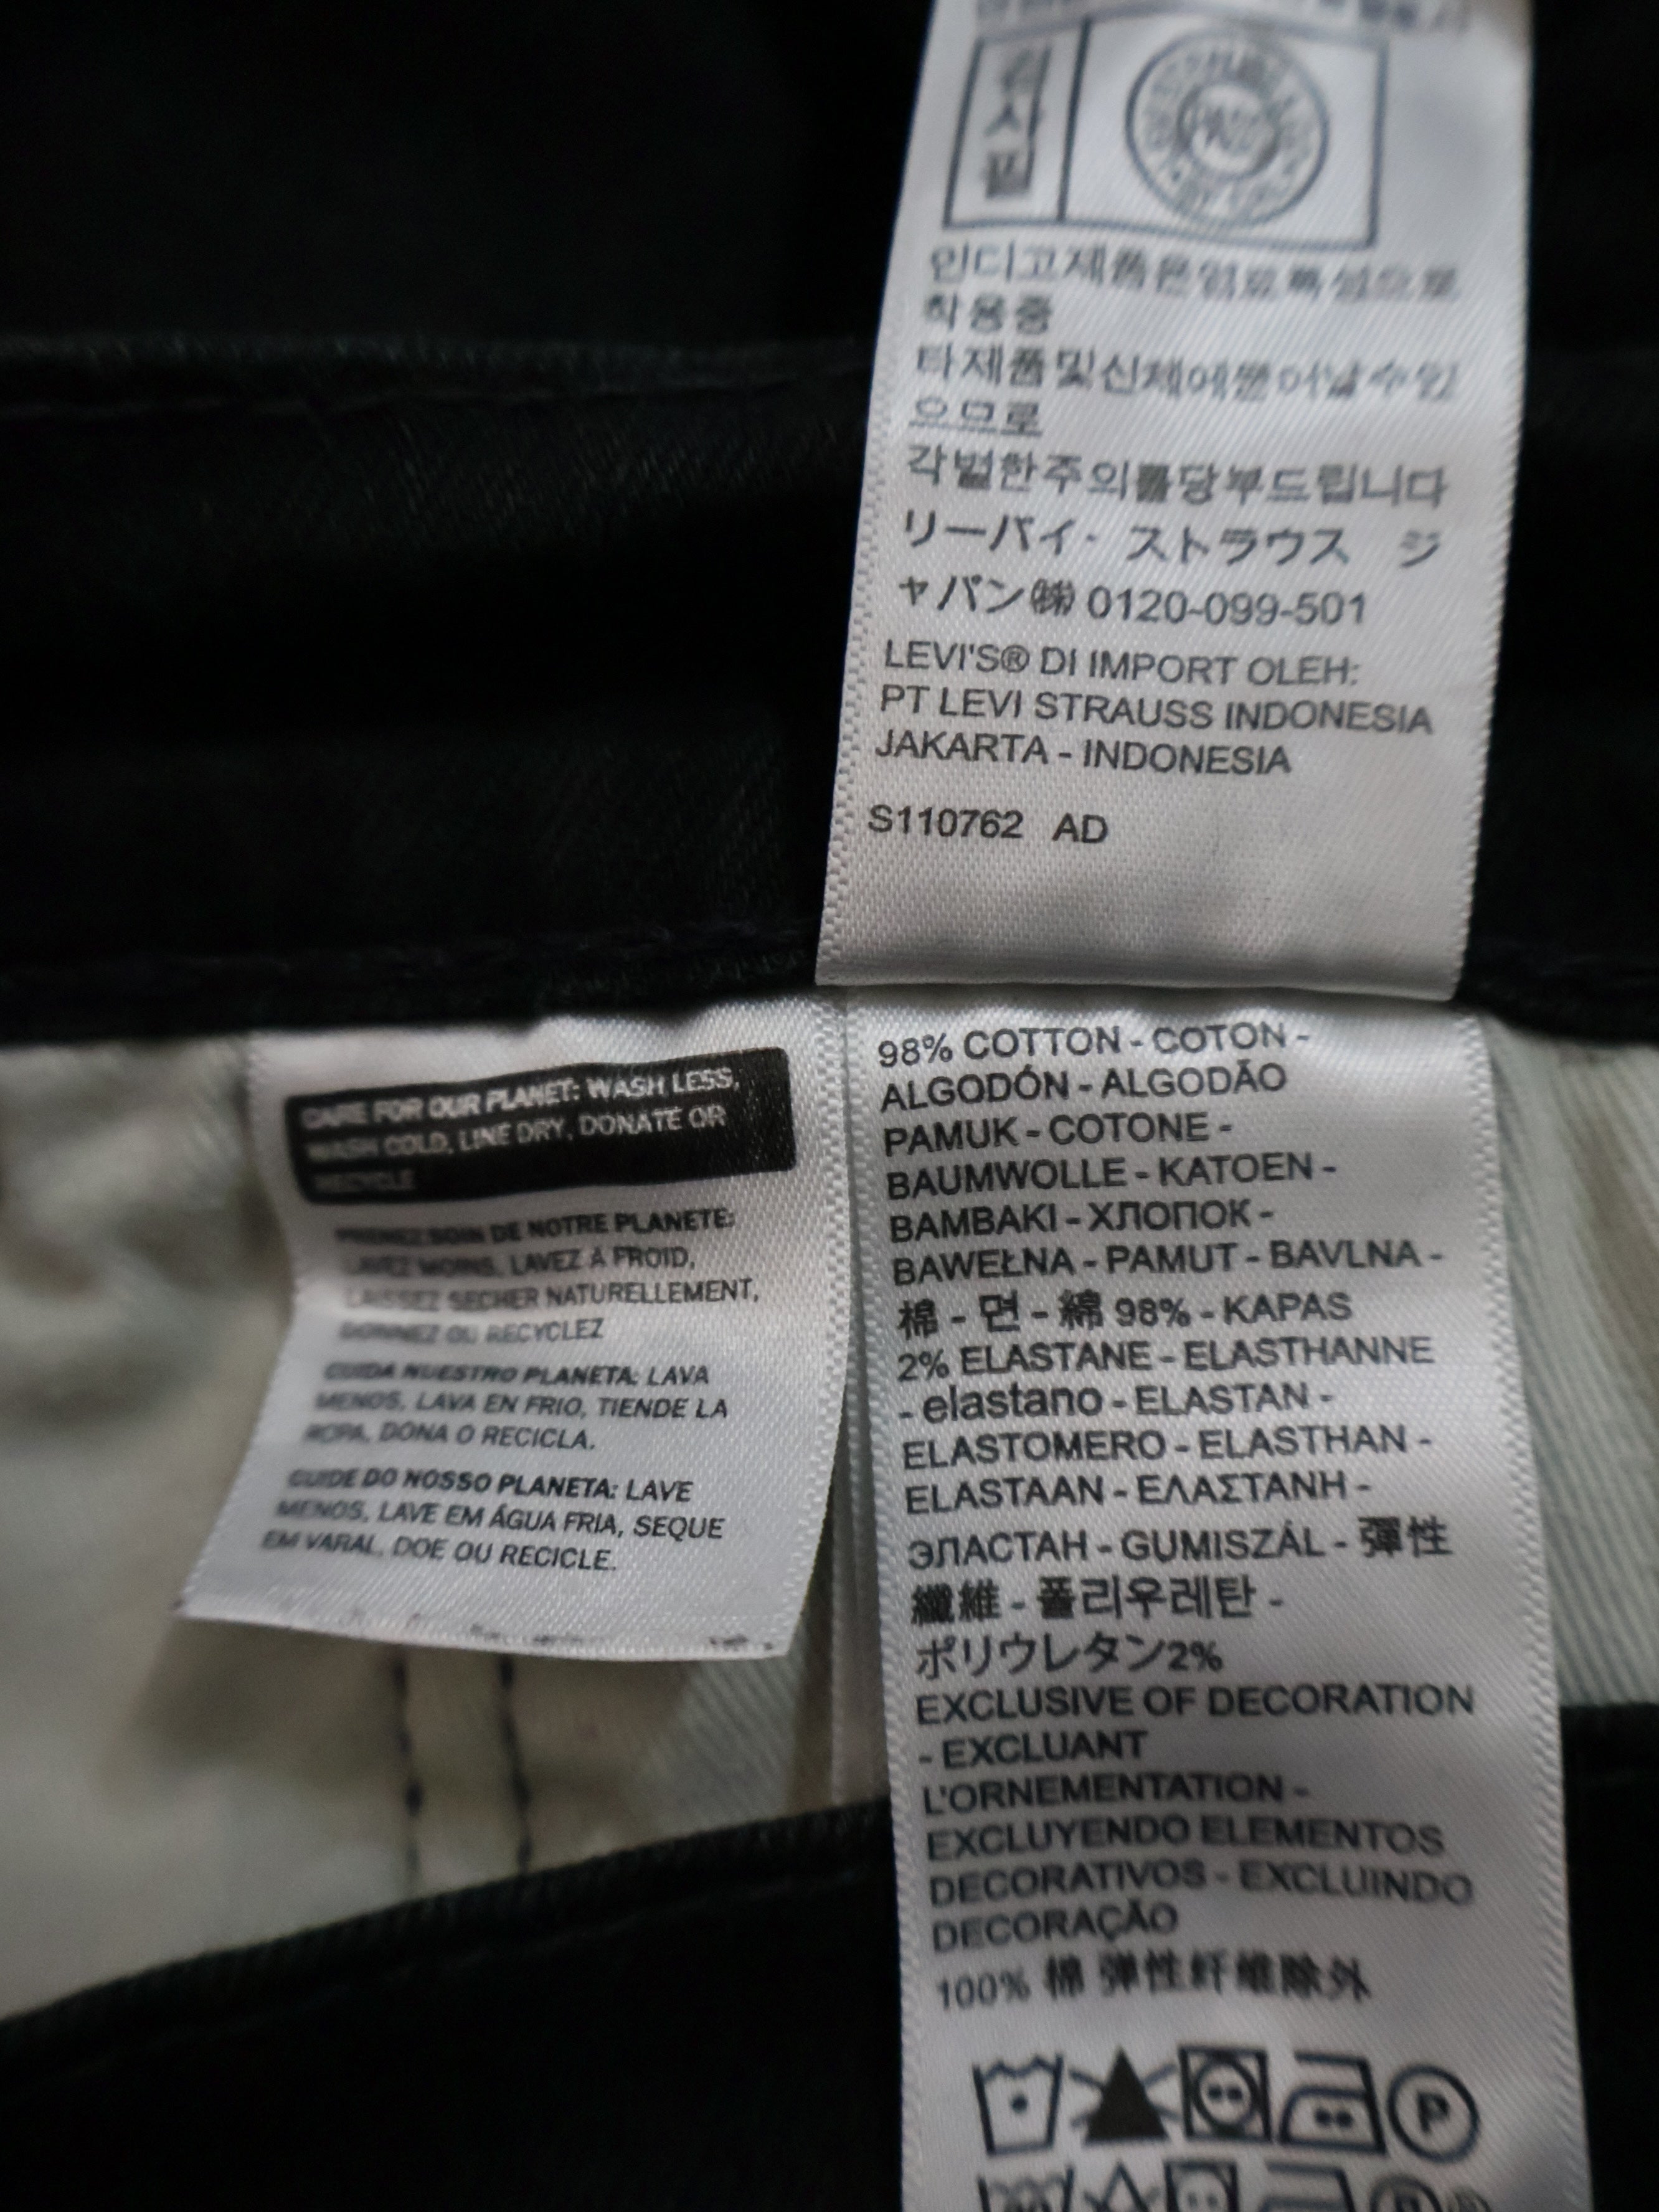 검사필
인디고제품은염료특성으로
착용중
타제품및신체에묻어날수있
으므로
각별한주의를당부드립니다
リーバイ・ストラウス ジ
ャパン㈱ 0120-099-501
LEVI'S® DI IMPORT OLEH:
PT LEVI STRAUSS INDONESIA
JAKARTA - INDONESIA
S110762 AD
CARE FOR OUR PLANET: WASH LESS,
WASH COLD, LINE DRY, DONATE OR
RECYCLE
PRENEZ SOIN DE NOTRE PLANETE:
LAVEZ MOINS, LAVEZ À FROID,
LAISSEZ SECHER NATURELLEMENT,
DONNEZ OU RECYCLEZ
CUIDA NUESTRO PLANETA: LAVA
MENOS, LAVA EN FRIO, TIENDE LA
ROPA, DONA O RECICLA.
GUIDE DO NOSSO PLANETA: LAVE
MENOS, LAVE EM ÁGUA FRIA, SEQUE
EM VARAL, DOE OU RECICLE.
98% COTTON - COTON -
ALGODÓN - ALGODÃO
PAMUK - COTONE -
BAUMWOLLE - KATOEN -
BAMBAKI - ХЛОПОК -
BAWEŁNA - PAMUT - BAVLNA -
棉 - 면 - 綿 98% - KAPAS
2% ELASTANE - ELASTHANNE
- elastano - ELASTAN -
ELASTOMERO - ELASTHAN -
ELASTAAN - ΕΛΑΣΤΑΝΗ -
ЭЛАСТАН - GUMISZÁL - 彈性
纖維 - 폴리우레탄 -
ポリウレタン2%
EXCLUSIVE OF DECORATION
- EXCLUANT
L'ORNEMENTATION -
EXCLUYENDO ELEMENTOS
DECORATIVOS - EXCLUINDO
DECORAÇÃO
100% 棉 弹性纤维除外
P